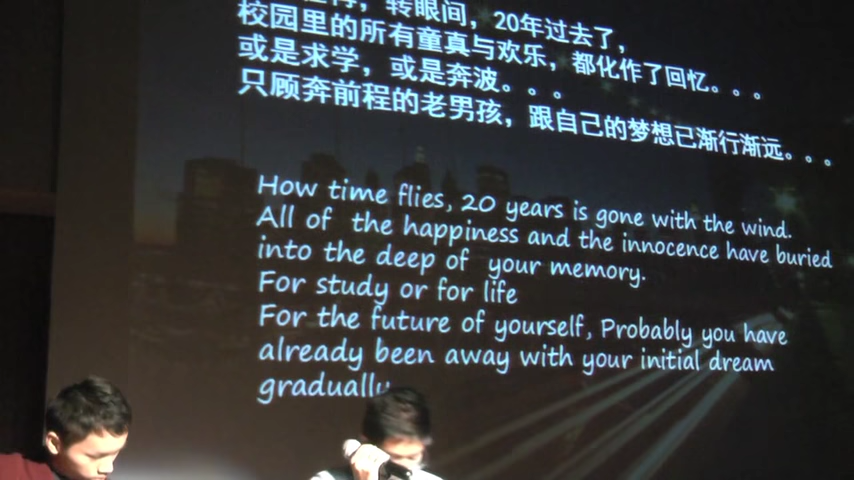 转眼间，20年过去了，
校园里的所有童真与欢乐，都化作了回忆。。。
或是求学，或是奔波。。。
只顾奔前程的老男孩，跟自己的梦想已渐行渐远。。。
How time flies, 20 years is gone with the wind.
All of the happiness and the innocence have buried
into the deep of your memory.
For study or for life
For the future of yourself, Probably you have
already been away with your initial dream
gradually